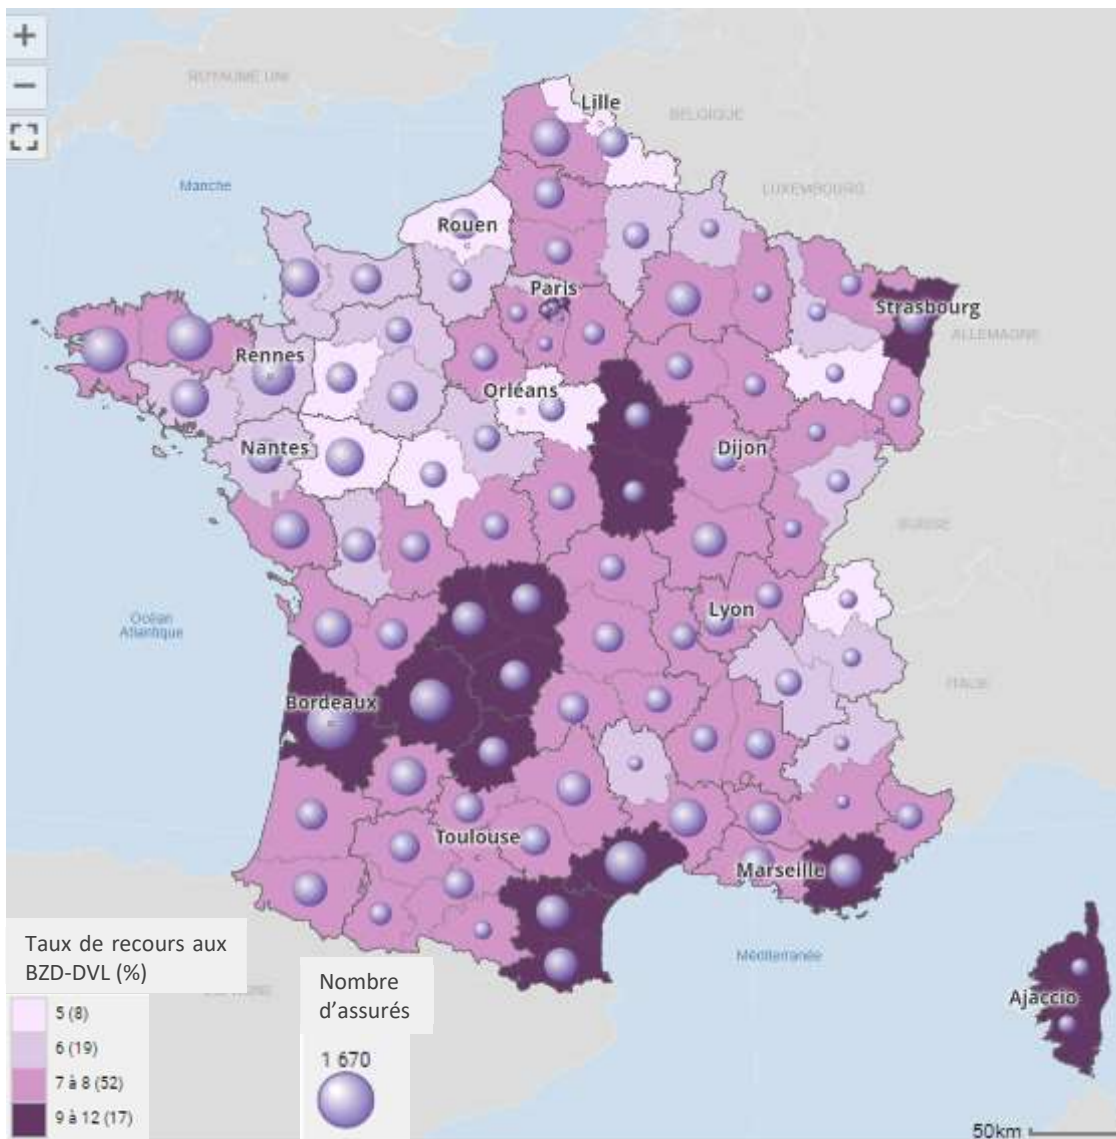 +
−
ROYAUME UNI
Lille
BELGIQUE
Manche
LUXEMBOURG
Rouen
Paris
Strasbourg
ALLEMAGNE
Rennes
Orléans
Nantes
Dijon
SUISSE
Océan
Atlantique
Lyon
ITALIE
Bordeaux
Toulouse
Marseille
Taux de recours aux
BZD-DVL (%)
Nombre
d'assurés
Méditerranée
Ajaccio
5 (8)
6 (19)
7 à 8 (52)
9 à 12 (17)
1 670
50km